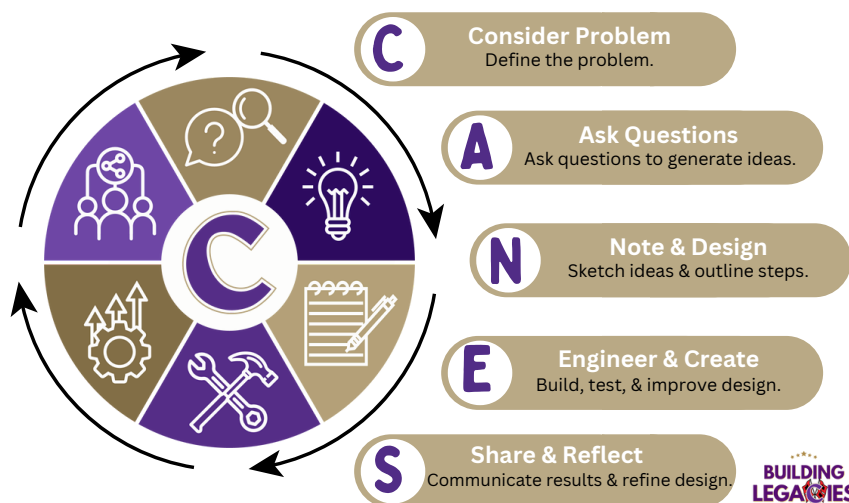 C
Consider Problem
Define the problem.
A
Ask Questions
Ask questions to generate ideas.
?
C
N
Note & Design
Sketch ideas & outline steps.
E
Engineer & Create
Build, test, & improve design.
S
Share & Reflect
Communicate results & refine design.
BUILDING
LEGACIES